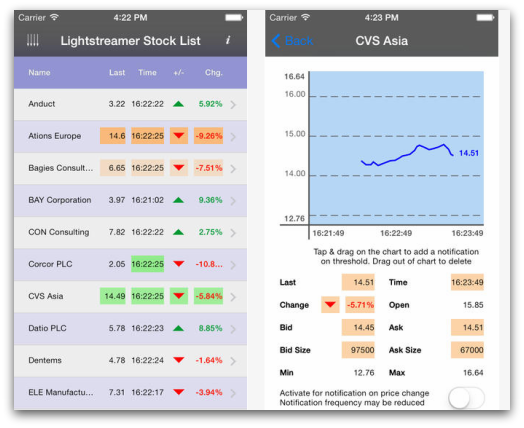 Carrier 4:22 PM
Lightstreamer Stock List i
Name Last Time +/- Chg.
Anduct 3.22 16:22:22 5.92%
Ations Europe 14.6 16:22:25 -9.26%
Bagies Consult... 6.65 16:22:25 -7.51%
BAY Corporation 3.97 16:21:02 9.36%
CON Consulting 7.82 16:22:22 2.75%
Corcor PLC 2.05 16:22:25 -10.8...
CVS Asia 14.49 16:22:25 -5.84%
Datio PLC 5.78 16:22:23 8.85%
Dentems 4.78 16:22:24 -1.64%
ELE Manufactu... 7.31 16:22:17 -3.94%
Carrier 4:23 PM
Back CVS Asia
16.64
16.00
15.00
14.51
14.00
12.76
16:21:49 16:22:49 16:23:49
Tap & drag on the chart to add a notification
on threshold. Drag out of chart to delete
Last 14.51 Time 16:23:49
Change -5.71% Open 15.85
Bid 14.45 Ask 14.51
Bid Size 97500 Ask Size 67000
Min 12.76 Max 16.64
Activate for notification on price change
Notification frequency may be reduced